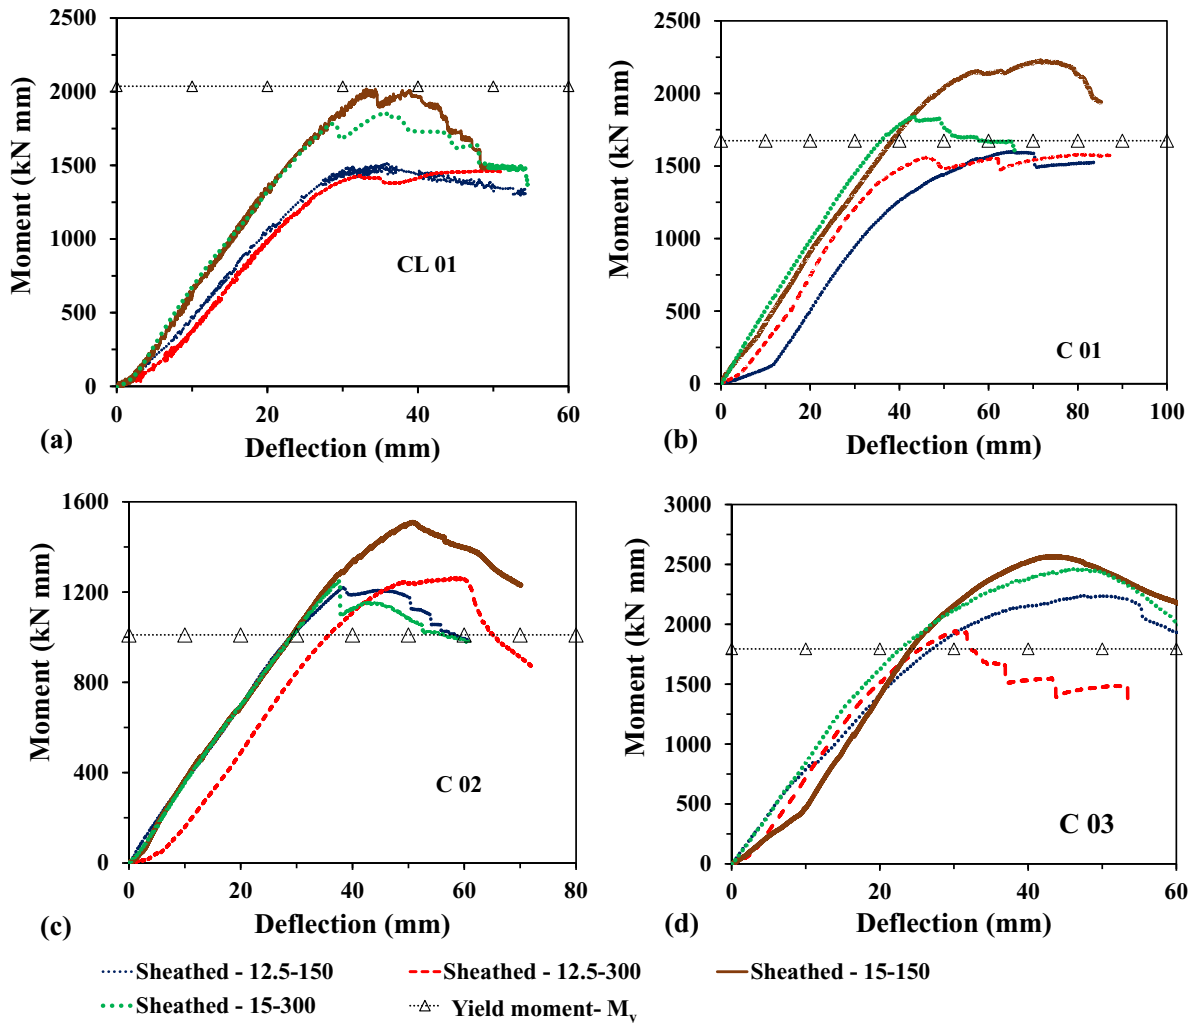 2500
2000
1500
1000
500
0
Moment (kN mm)
CL 01
0 20 40 60
(a)
Deflection (mm)
2500
2000
1500
1000
500
0
Moment (kN mm)
C 01
0 20 40 60 80 100
(b)
Deflection (mm)
1600
1200
800
400
0
Moment (kN mm)
C 02
0 20 40 60 80
(c)
Deflection (mm)
3000
2500
2000
1500
1000
500
0
Moment (kN mm)
C 03
0 20 40 60
(d)
Deflection (mm)
Sheathed - 12.5-150 Sheathed - 12.5-300 Sheathed - 15-150
Sheathed - 15-300 Yield moment- My